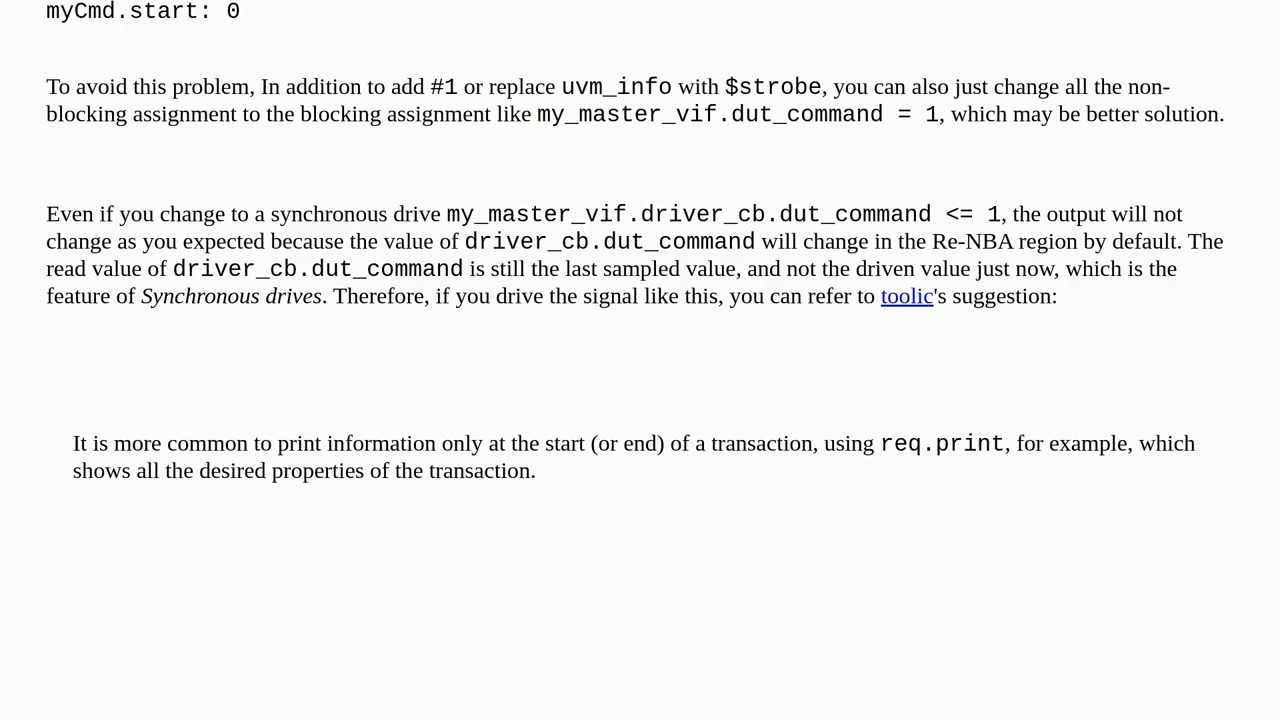 myCmd.start: 0
To avoid this problem, In addition to add #1 or replace uvm_info with $strobe, you can also just change all the non-
blocking assignment to the blocking assignment like my_master_vif.dut_command = 1, which may be better solution.
Even if you change to a synchronous drive my_master_vif.driver_cb.dut_command <= 1, the output will not
change as you expected because the value of driver_cb.dut_command will change in the Re-NBA region by default. The
read value of driver_cb.dut_command is still the last sampled value, and not the driven value just now, which is the
feature of Synchronous drives. Therefore, if you drive the signal like this, you can refer to toolic's suggestion:
It is more common to print information only at the start (or end) of a transaction, using req.print, for example, which
shows all the desired properties of the transaction.